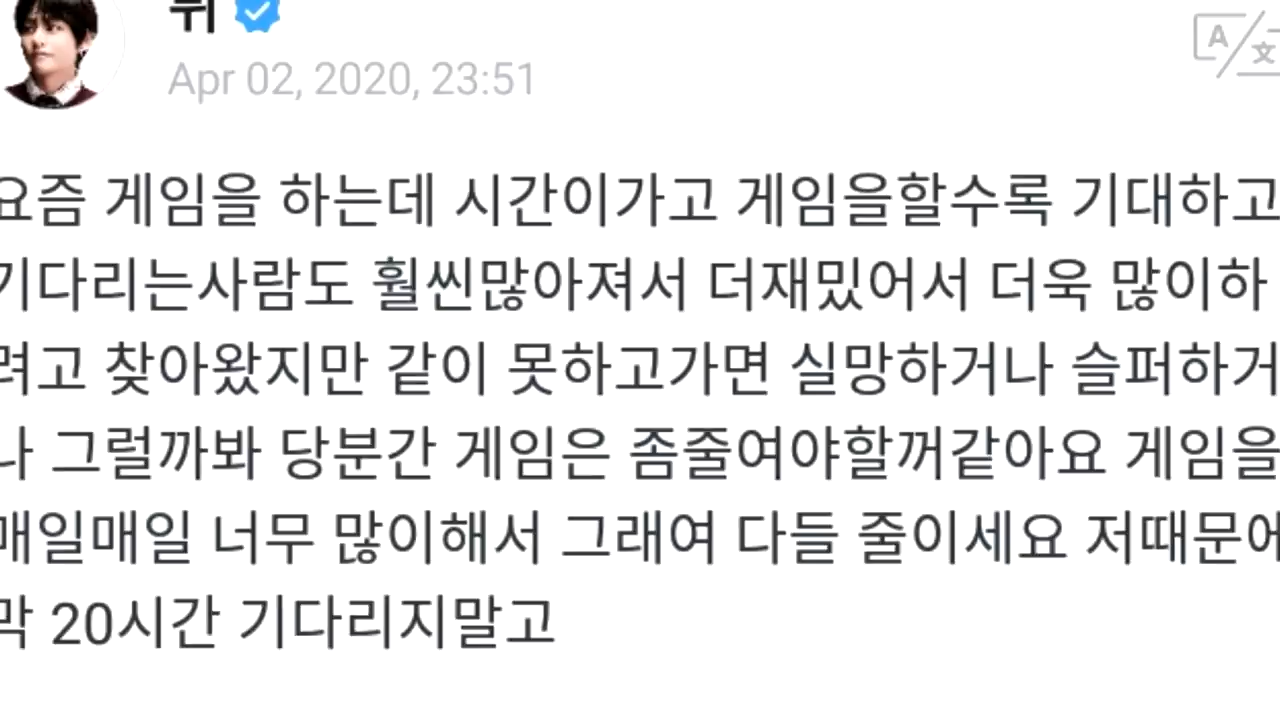 뷔
Apr 02, 2020, 23:51
요즘 게임을 하는데 시간이가고 게임을할수록 기대하고
기다리는사람도 훨씬많아져서 더재밌어서 더욱 많이하
려고 찾아왔지만 같이 못하고가면 실망하거나 슬퍼하거
나 그럴까봐 당분간 게임은 좀줄여야할꺼같아요 게임을
매일매일 너무 많이해서 그래여 다들 줄이세요 저때문에
막 20시간 기다리지말고